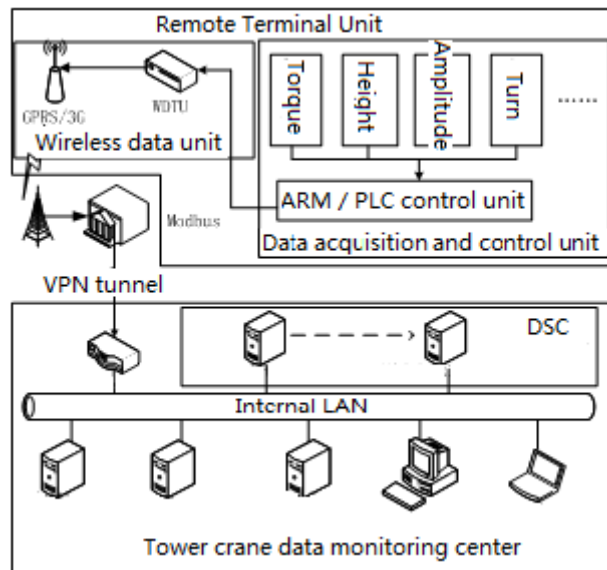 Remote Terminal Unit
GPRS/3G
WDTU
Wireless data unit
Torque
Height
Amplitude
Turn
......
ARM / PLC control unit
Data acquisition and control unit
Modbus
VPN tunnel
DSC
Internal LAN
Tower crane data monitoring center